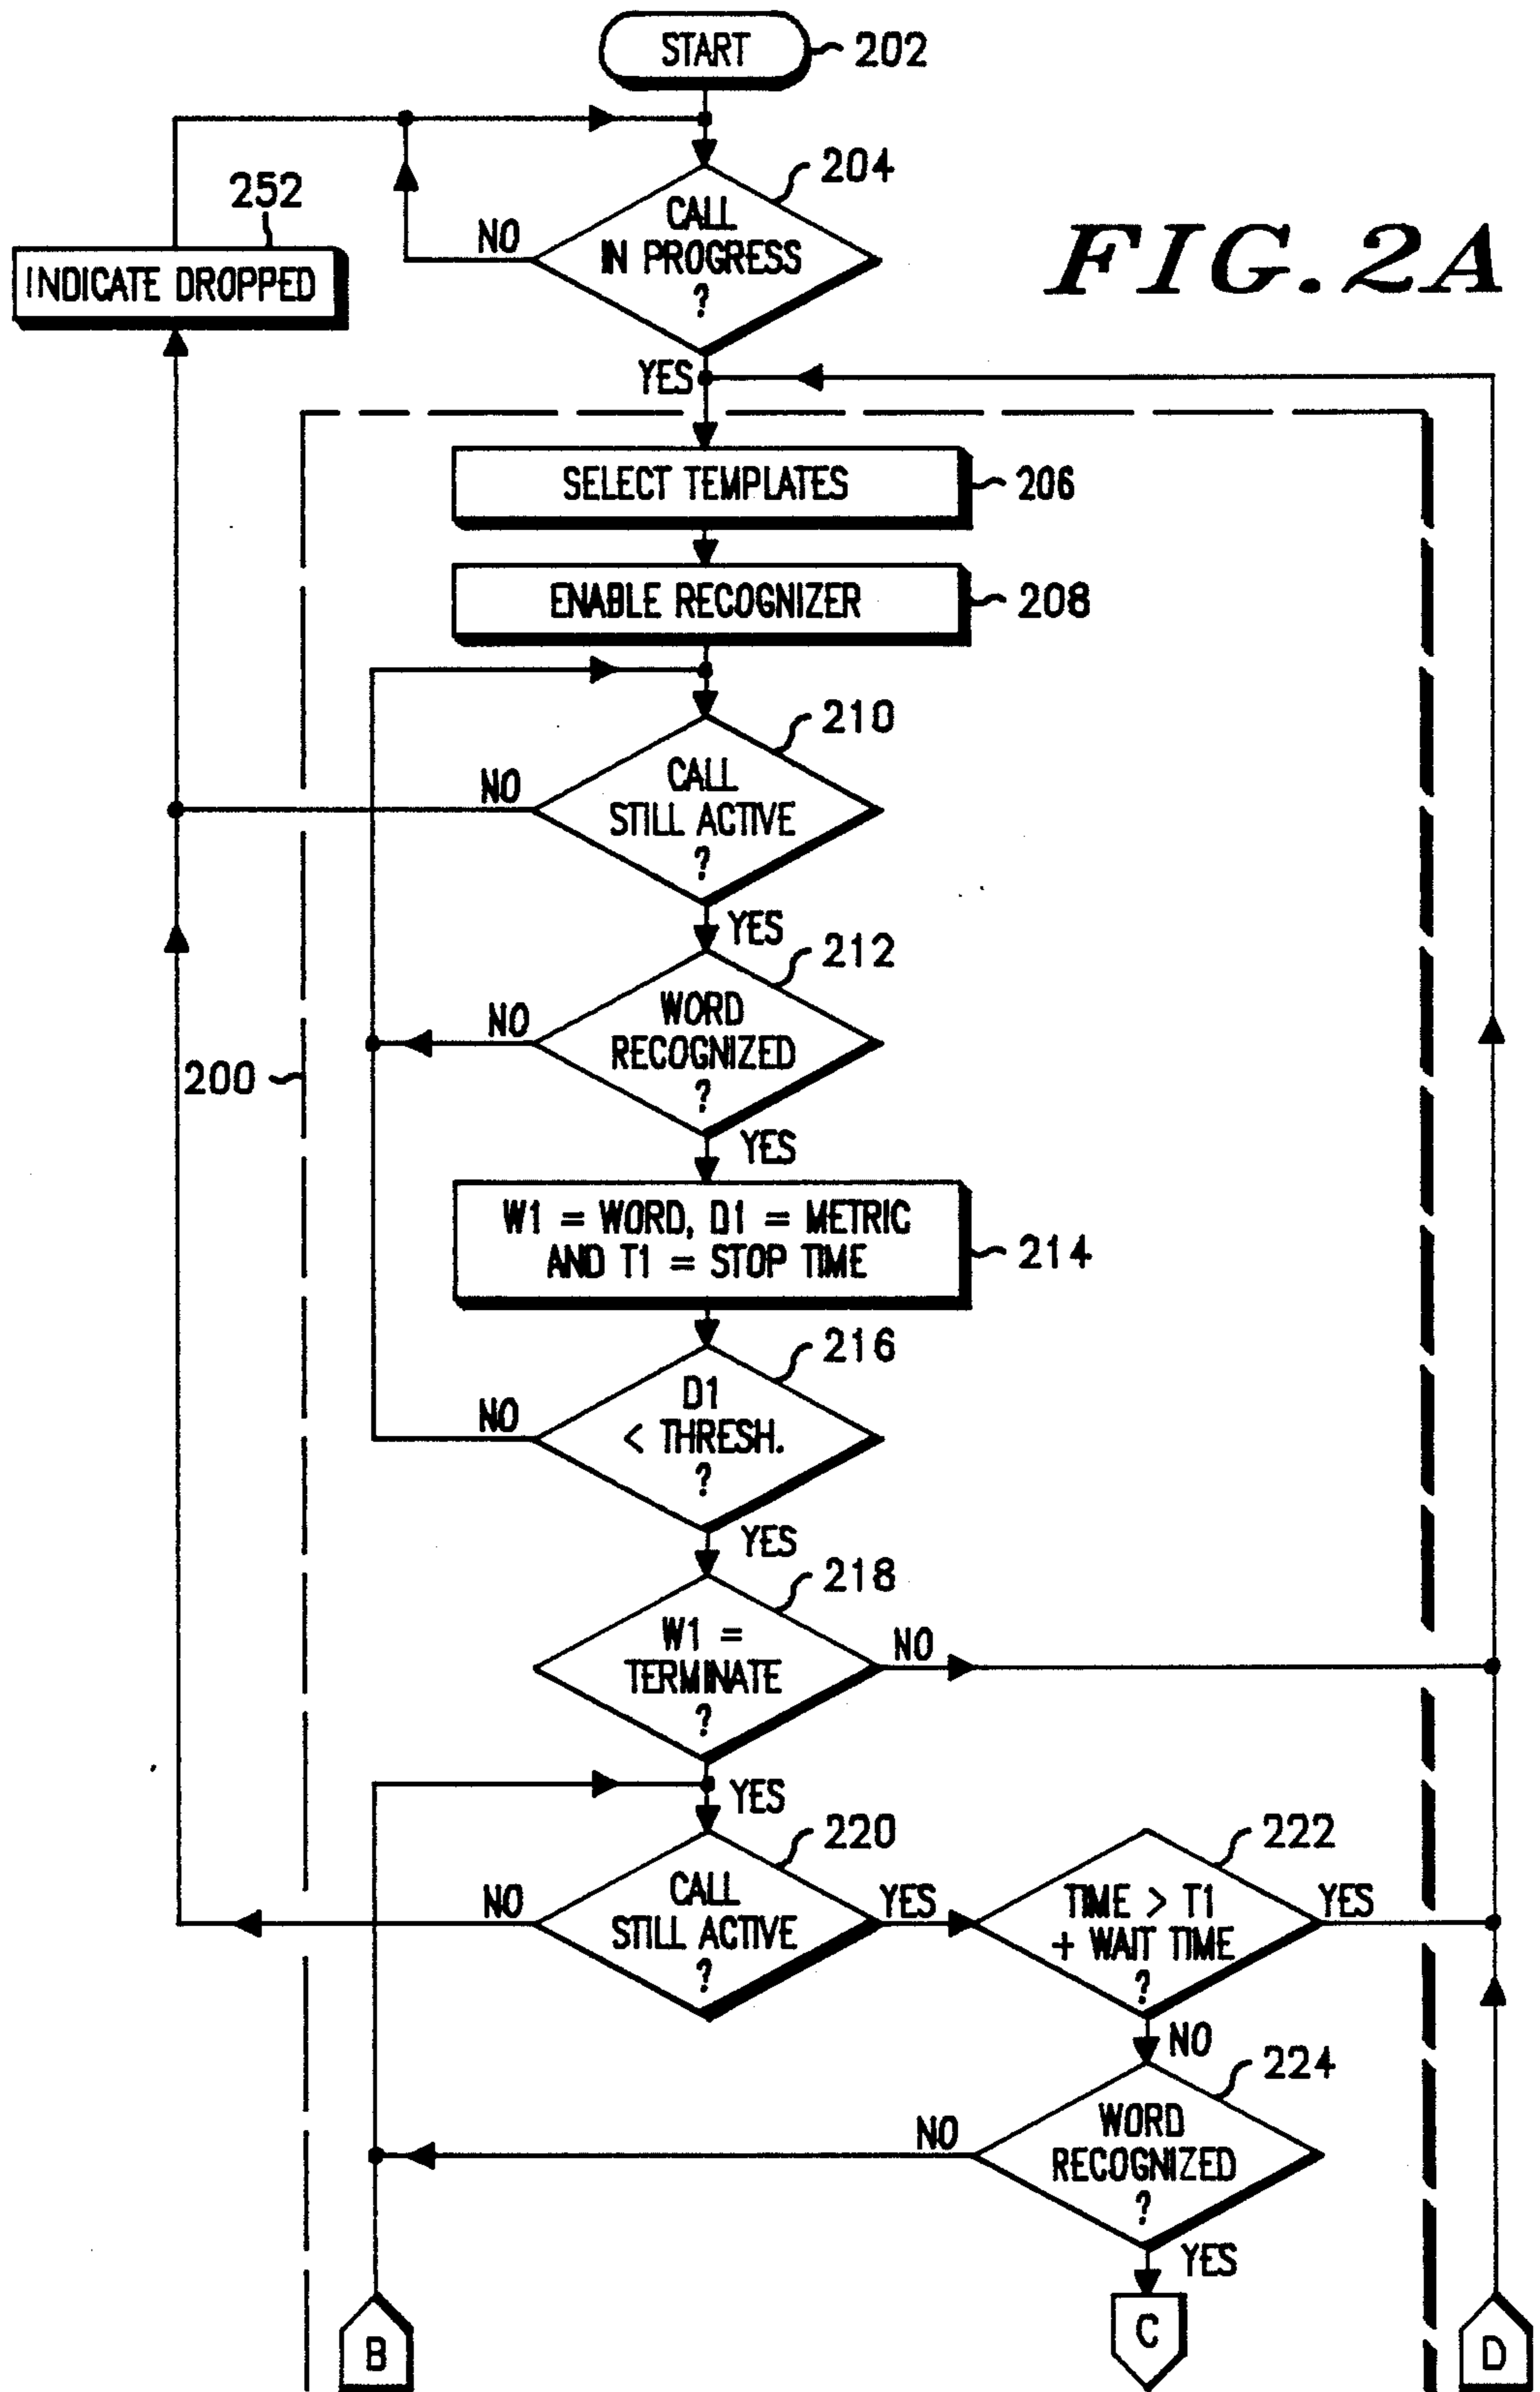 START
202
204
CALL
IN PROGRESS
?
NO
252
INDICATE DROPPED
FIG.2A
YES
SELECT TEMPLATES
206
ENABLE RECOGNIZER
208
210
CALL
STILL ACTIVE
?
NO
YES
212
WORD
RECOGNIZED
?
NO
200
YES
W1 = WORD, D1 = METRIC
AND T1 = STOP TIME
214
216
D1
< THRESH.
?
NO
YES
218
W1 =
TERMINATE
?
NO
YES
220
CALL
STILL ACTIVE
?
NO
YES
222
TIME > T1
+ WAIT TIME
?
YES
NO
224
WORD
RECOGNIZED
?
NO
YES
B
C
D